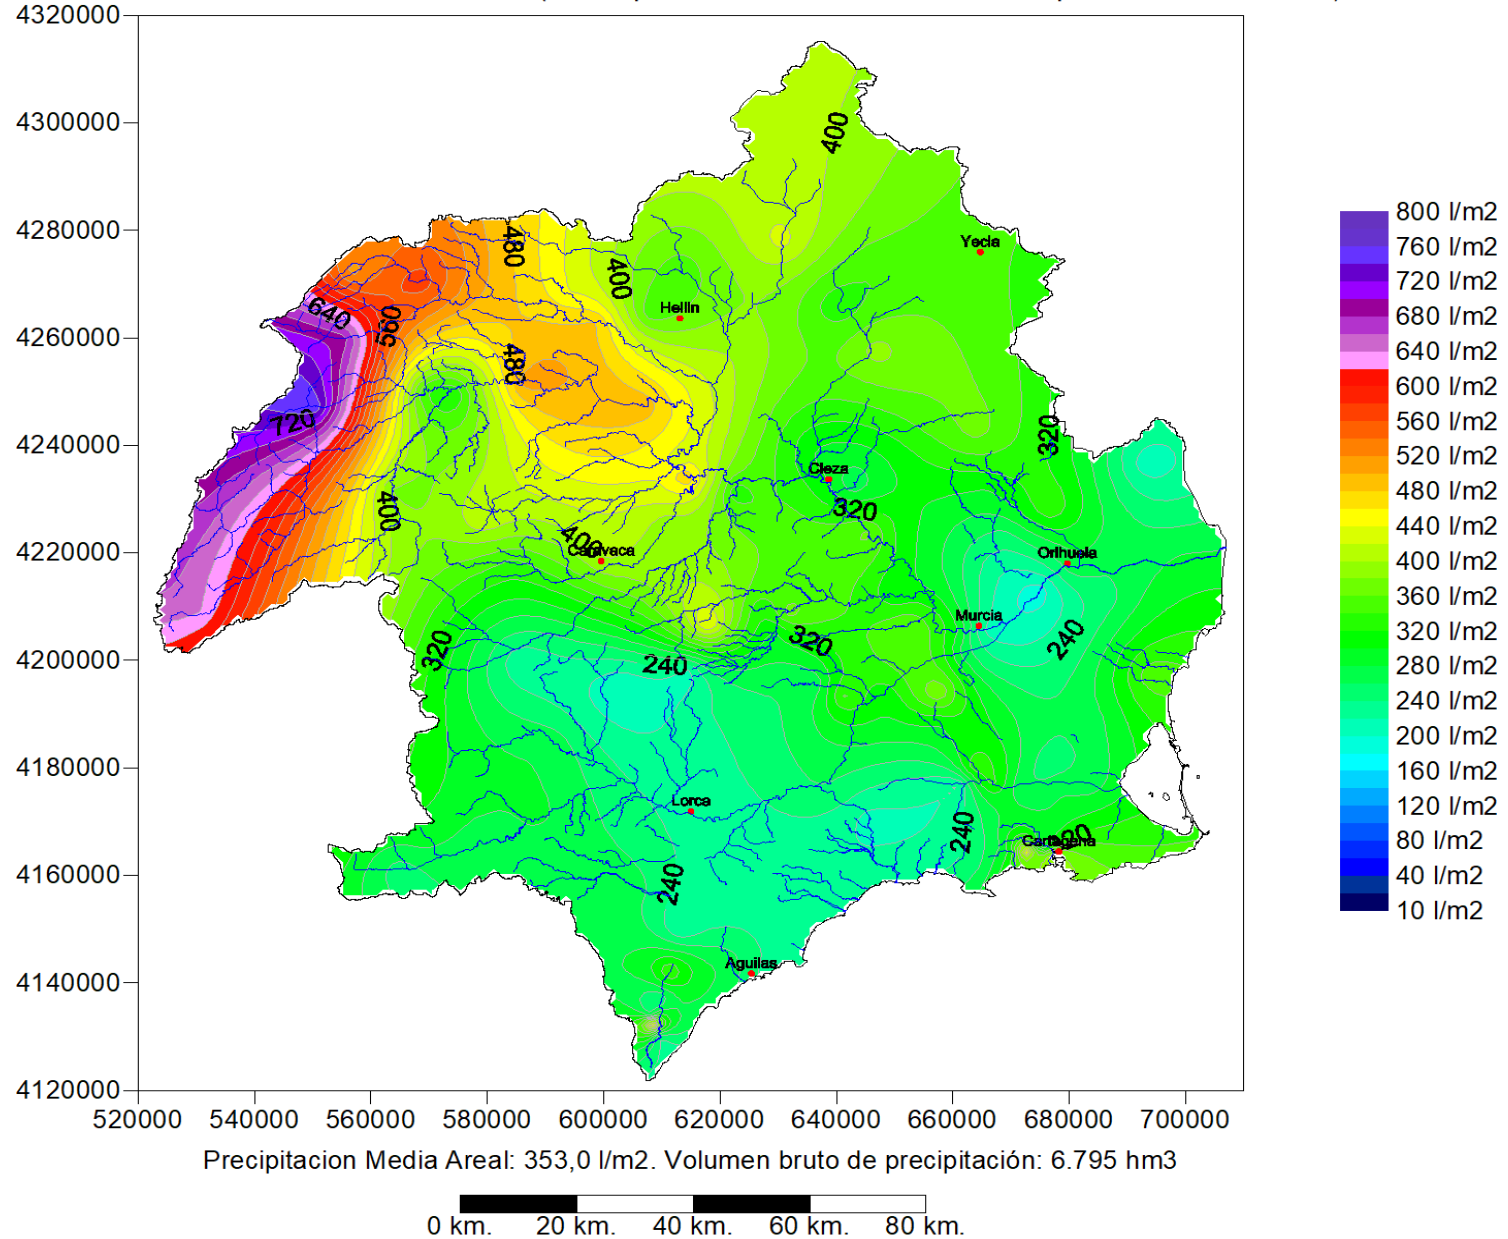 4320000
4300000
4280000
4260000
4240000
4220000
4200000
4180000
4160000
4140000
4120000
520000 540000 560000 580000 600000 620000 640000 660000 680000 700000
400
Yecla
480
400
Hellin
640
560
480
720
320
Cieza
320
400
400
Caravaca
Orihuela
Murcia
320
240
320
240
Lorca
240
320
Cartagena
240
Aguilas
800 l/m2
760 l/m2
720 l/m2
680 l/m2
640 l/m2
600 l/m2
560 l/m2
520 l/m2
480 l/m2
440 l/m2
400 l/m2
360 l/m2
320 l/m2
280 l/m2
240 l/m2
200 l/m2
160 l/m2
120 l/m2
80 l/m2
40 l/m2
10 l/m2
Precipitacion Media Areal: 353,0 l/m2. Volumen bruto de precipitación: 6.795 hm3
0 km. 20 km. 40 km. 60 km. 80 km.